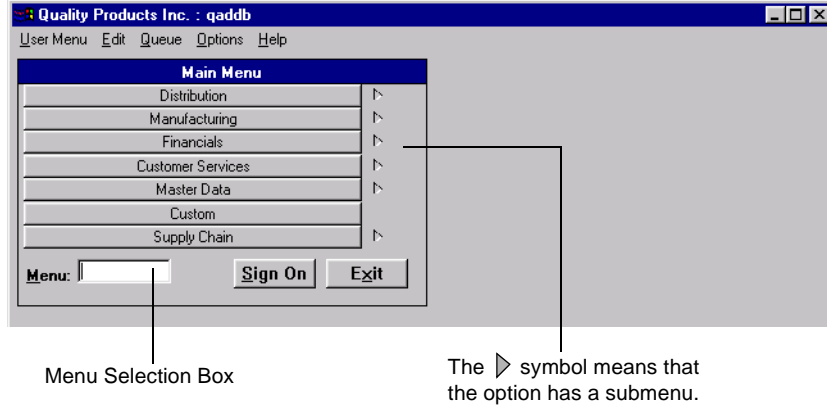 Quality Products Inc. : qaddb
User Menu Edit Queue Options Help
Main Menu
Distribution
Manufacturing
Financials
Customer Services
Master Data
Custom
Supply Chain
Menu: Sign On Exit
Menu Selection Box
The ▷ symbol means that
the option has a submenu.